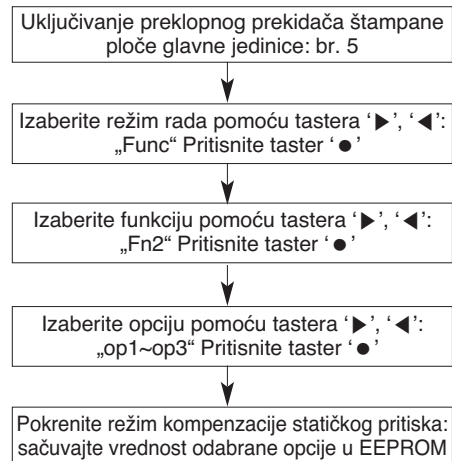 Uključivanje preklopnog prekidača štampane
ploče glavne jedinice: br. 5
Izaberite režim rada pomoću tastera ‘▶’, ‘◀’:
„Func“ Pritisnite taster ‘●’
Izaberite funkciju pomoću tastera ‘▶’, ‘◀’:
„Fn2“ Pritisnite taster ‘●’
Izaberite opciju pomoću tastera ‘▶’, ‘◀’:
„op1~op3“ Pritisnite taster ‘●’
Pokrenite režim kompenzacije statičkog pritiska:
sačuvajte vrednost odabrane opcije u EEPROM